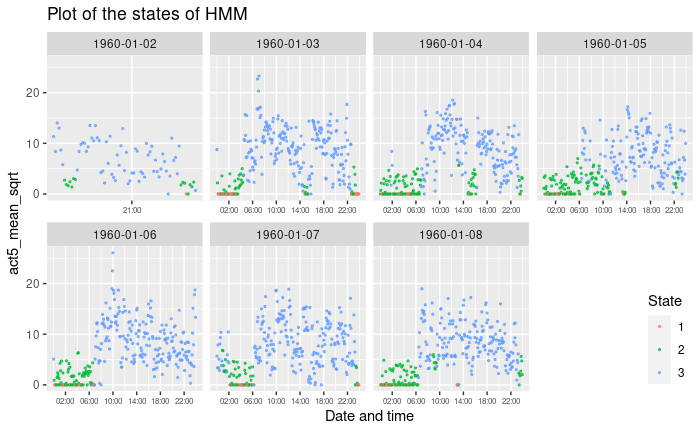 Plot of the states of HMM
1960-01-02 1960-01-03 1960-01-04 1960-01-05
20
10
0
21:00 02:00 06:00 10:00 14:00 18:00 22:00 02:00 06:00 10:00 14:00 18:00 22:00 02:00 06:00 10:00 14:00 18:00 22:00
act5_mean_sqrt
1960-01-06 1960-01-07 1960-01-08
20
10
0
02:00 06:00 10:00 14:00 18:00 22:00 02:00 06:00 10:00 14:00 18:00 22:00 02:00 06:00 10:00 14:00 18:00 22:00
Date and time
State
1
2
3